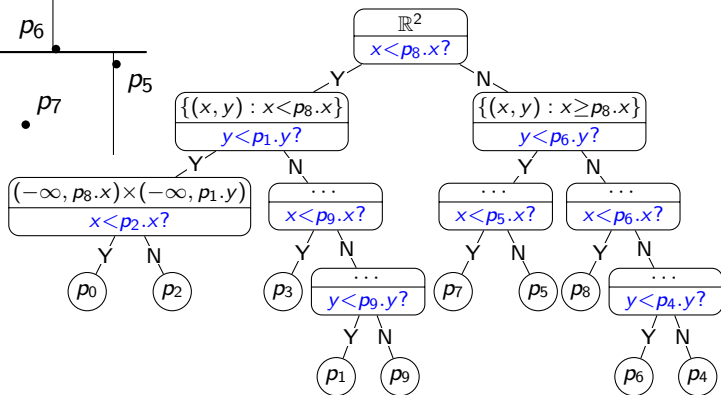 p₆
p₅
p₇
ℝ²
x<p₈.x?
Y
N
{(x, y) : x<p₈.x}
y<p₁.y?
{(x, y) : x≥p₈.x}
y<p₆.y?
Y
N
Y
N
(−∞, p₈.x)×(−∞, p₁.y)
x<p₂.x?
⋯
x<p₉.x?
⋯
x<p₅.x?
⋯
x<p₆.x?
Y
N
Y
N
Y
N
Y
N
p₀
p₂
p₃
⋯
y<p₉.y?
p₇
p₅
p₈
⋯
y<p₄.y?
Y
N
Y
N
p₁
p₉
p₆
p₄